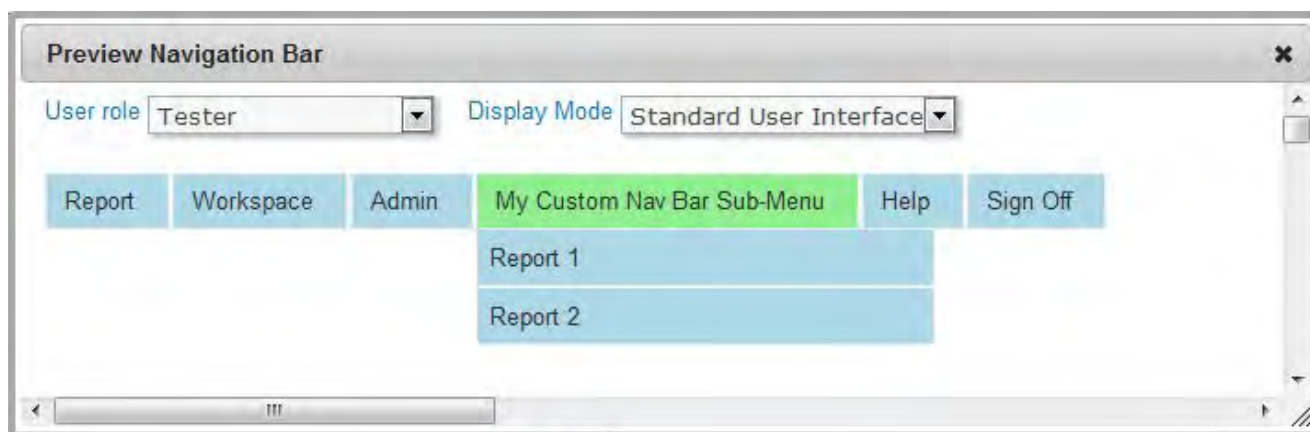 Preview Navigation Bar
User role Tester Display Mode Standard User Interface
Report Workspace Admin My Custom Nav Bar Sub-Menu Help Sign Off
Report 1
Report 2